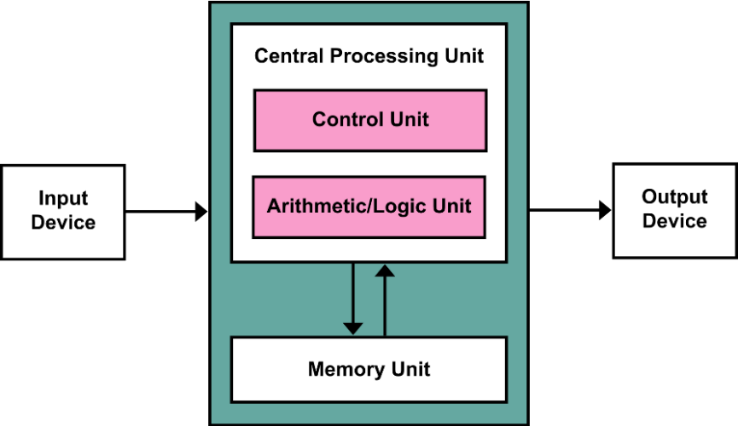 Central Processing Unit
Control Unit
Arithmetic/Logic Unit
Input
Device
Output
Device
Memory Unit